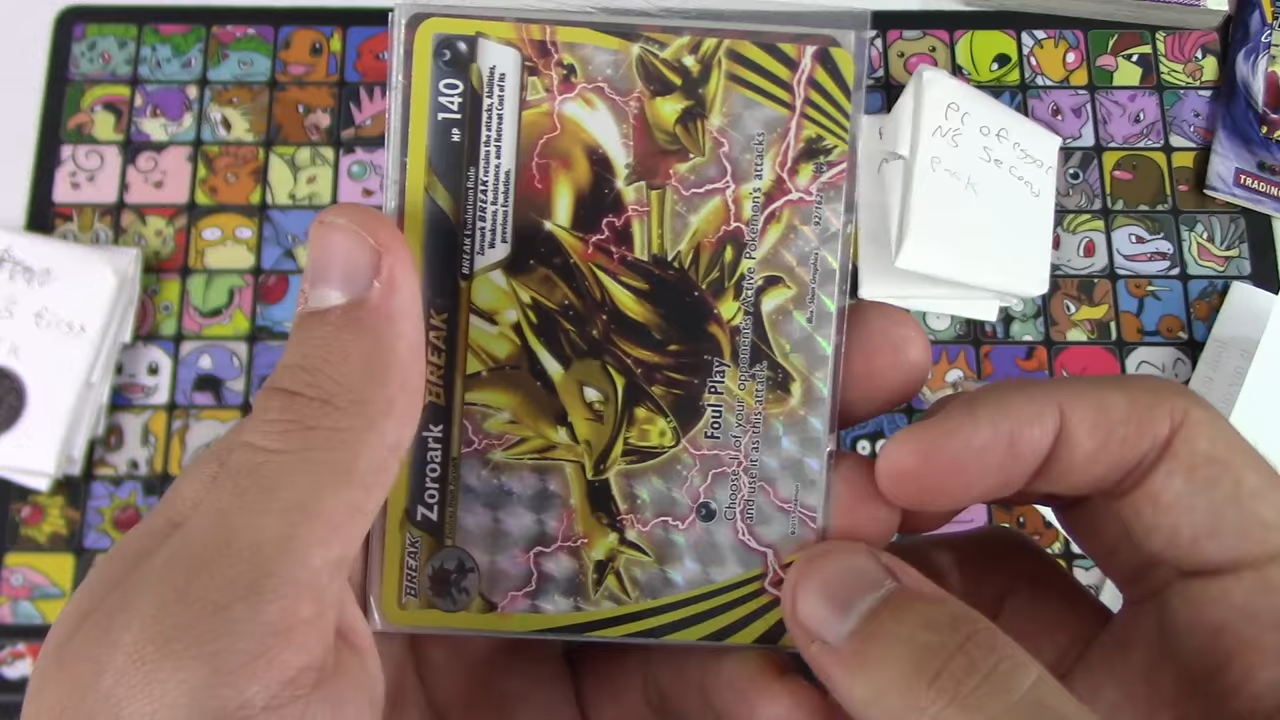 BREAK
Zoroark BREAK
HP 140
BREAK Evolution Rule
Zoroark BREAK retains the attacks, Abilities,
Weakness, Resistance, and Retreat Cost of its
previous Evolution.
Foul Play
Choose 1 of your opponent's Active Pokémon's attacks
and use it as this attack.
92/162
©2015 Pokémon
Professor
N's Second
Pack
TRADIN